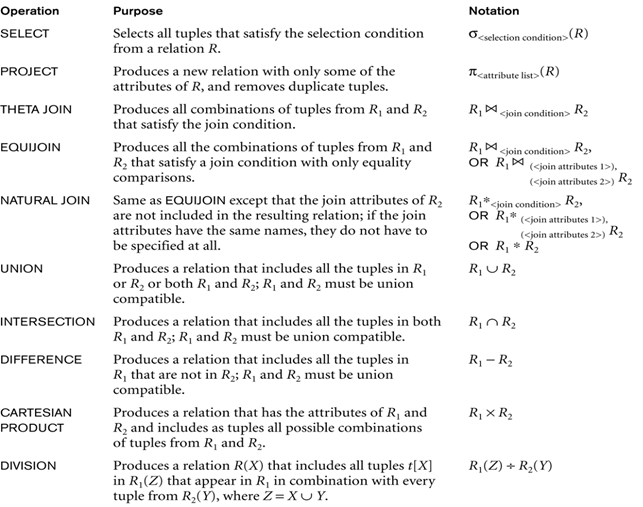 Operation Purpose Notation
SELECT Selects all tuples that satisfy the selection condition σ<selection condition>(R)
from a relation R.
PROJECT Produces a new relation with only some of the π<attribute list>(R)
attributes of R, and removes duplicate tuples.
THETA JOIN Produces all combinations of tuples from R1 and R2 R1 ⋈<join condition> R2
that satisfy the join condition.
EQUIJOIN Produces all the combinations of tuples from R1 and R1 ⋈<join condition> R2,
R2 that satisfy a join condition with only equality OR R1 ⋈(<join attributes 1>),
comparisons. (<join attributes 2>) R2
NATURAL JOIN Same as EQUIJOIN except that the join attributes of R2 R1*<join condition> R2,
are not included in the resulting relation; if the join OR R1* (<join attributes 1>),
attributes have the same names, they do not have to (<join attributes 2>) R2
be specified at all. OR R1 * R2
UNION Produces a relation that includes all the tuples in R1 R1 ∪ R2
or R2 or both R1 and R2; R1 and R2 must be union
compatible.
INTERSECTION Produces a relation that includes all the tuples in both R1 ∩ R2
R1 and R2; R1 and R2 must be union compatible.
DIFFERENCE Produces a relation that includes all the tuples in R1 − R2
R1 that are not in R2; R1 and R2 must be union
compatible.
CARTESIAN Produces a relation that has the attributes of R1 and R1 × R2
PRODUCT R2 and includes as tuples all possible combinations
of tuples from R1 and R2.
DIVISION Produces a relation R(X) that includes all tuples t[X] R1(Z) ÷ R2(Y)
in R1(Z) that appear in R1 in combination with every
tuple from R2(Y), where Z = X ∪ Y.